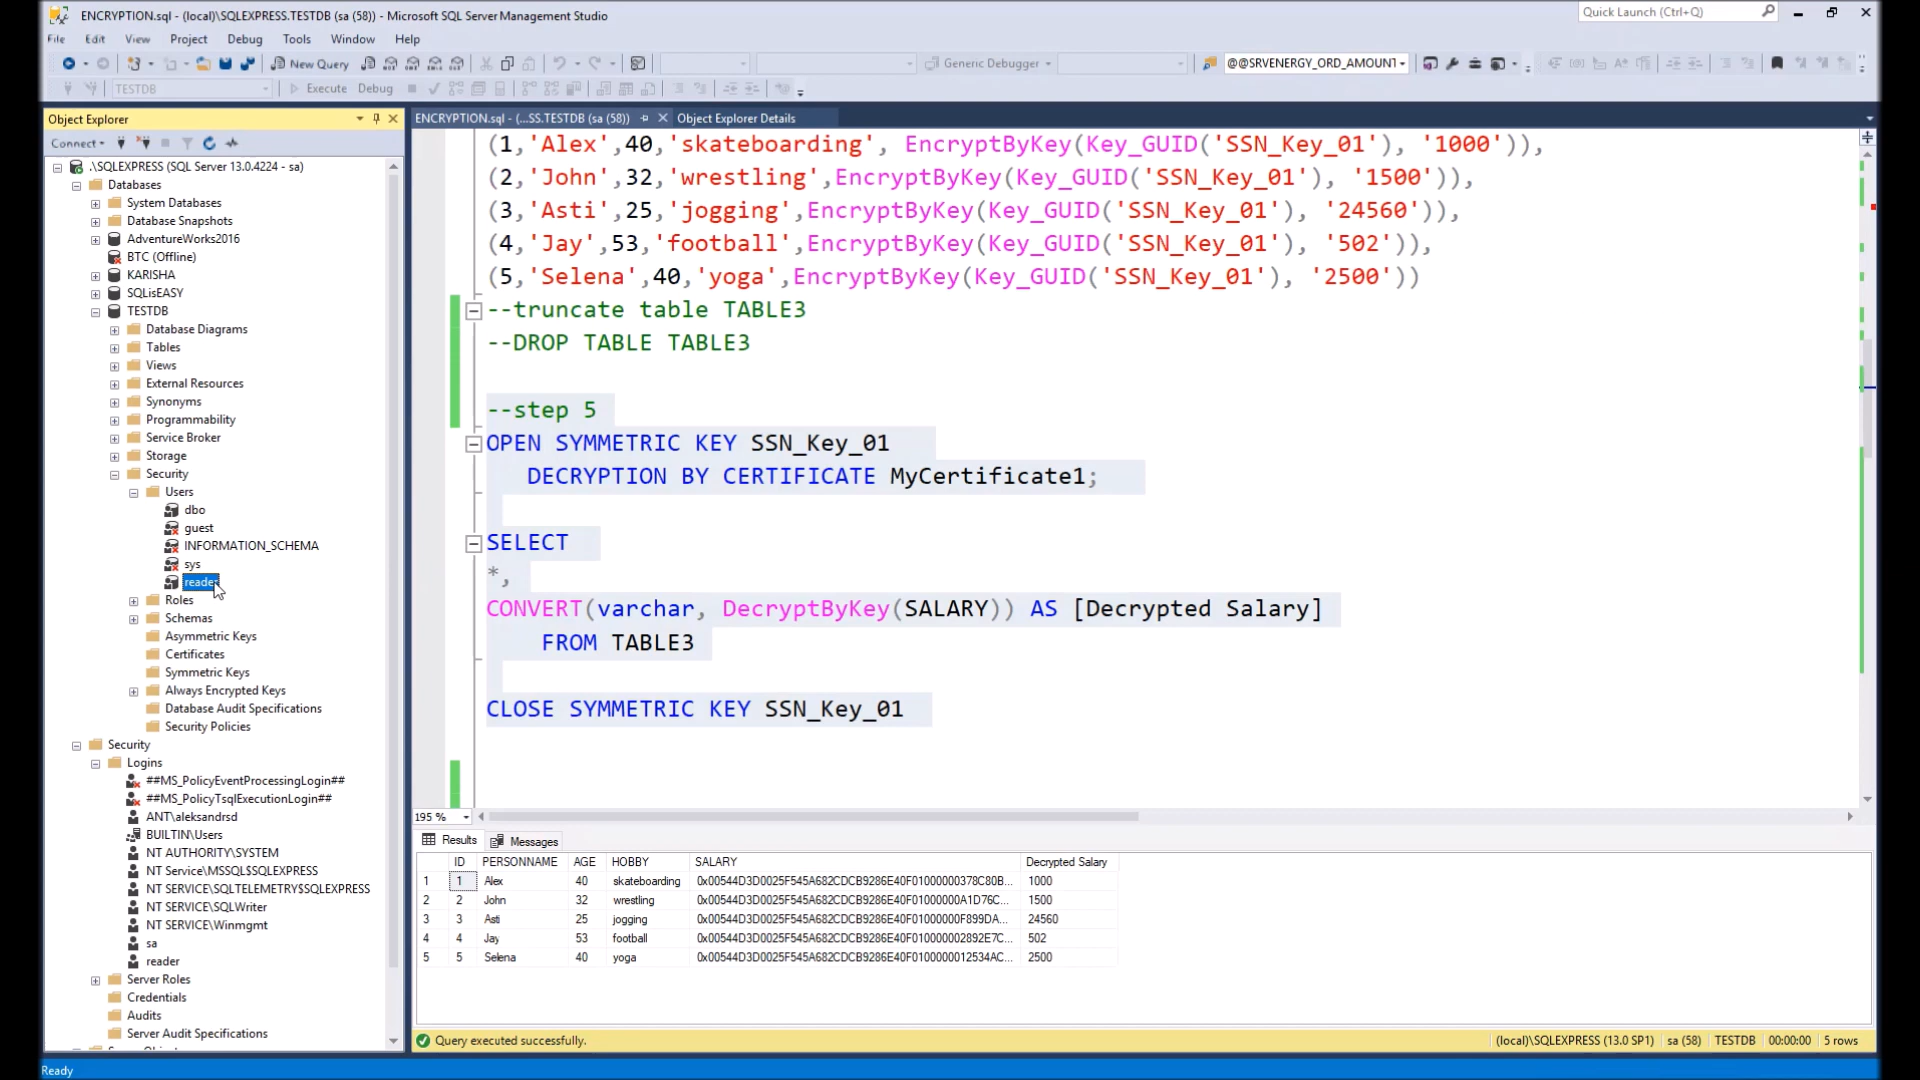 ENCRYPTION.sql - (local)\SQLEXPRESS.TESTDB (sa (58)) - Microsoft SQL Server Management Studio
Quick Launch (Ctrl+Q)
File Edit View Project Debug Tools Window Help
New Query
Generic Debugger
@@SRVENERGY_ORD_AMOUNT
TESTDB
Execute Debug
Object Explorer
Connect
.\SQLEXPRESS (SQL Server 13.0.4224 - sa)
Databases
System Databases
Database Snapshots
AdventureWorks2016
BTC (Offline)
KARISHA
SQLisEASY
TESTDB
Database Diagrams
Tables
Views
External Resources
Synonyms
Programmability
Service Broker
Storage
Security
Users
dbo
guest
INFORMATION_SCHEMA
sys
reader
Roles
Schemas
Asymmetric Keys
Certificates
Symmetric Keys
Always Encrypted Keys
Database Audit Specifications
Security Policies
Security
Logins
##MS_PolicyEventProcessingLogin##
##MS_PolicyTsqlExecutionLogin##
ANT\aleksandrsd
BUILTIN\Users
NT AUTHORITY\SYSTEM
NT Service\MSSQL$SQLEXPRESS
NT SERVICE\SQLTELEMETRY$SQLEXPRESS
NT SERVICE\SQLWriter
NT SERVICE\Winmgmt
sa
reader
Server Roles
Credentials
Audits
Server Audit Specifications
ENCRYPTION.sql - (...SS.TESTDB (sa (58)) Object Explorer Details
(1,'Alex',40,'skateboarding', EncryptByKey(Key_GUID('SSN_Key_01'), '1000')),
(2,'John',32,'wrestling',EncryptByKey(Key_GUID('SSN_Key_01'), '1500')),
(3,'Asti',25,'jogging',EncryptByKey(Key_GUID('SSN_Key_01'), '24560')),
(4,'Jay',53,'football',EncryptByKey(Key_GUID('SSN_Key_01'), '502')),
(5,'Selena',40,'yoga',EncryptByKey(Key_GUID('SSN_Key_01'), '2500'))
--truncate table TABLE3
--DROP TABLE TABLE3
--step 5
OPEN SYMMETRIC KEY SSN_Key_01
DECRYPTION BY CERTIFICATE MyCertificate1;
SELECT
*,
CONVERT(varchar, DecryptByKey(SALARY)) AS [Decrypted Salary]
FROM TABLE3
CLOSE SYMMETRIC KEY SSN_Key_01
195 %
Results Messages
ID PERSONNAME AGE HOBBY SALARY Decrypted Salary
1 1 Alex 40 skateboarding 0x00544D3D0025F545A682CDCB9286E40F01000000378C80B... 1000
2 2 John 32 wrestling 0x00544D3D0025F545A682CDCB9286E40F01000000A1D76C... 1500
3 3 Asti 25 jogging 0x00544D3D0025F545A682CDCB9286E40F01000000F899DA... 24560
4 4 Jay 53 football 0x00544D3D0025F545A682CDCB9286E40F010000002892E7C... 502
5 5 Selena 40 yoga 0x00544D3D0025F545A682CDCB9286E40F0100000012534AC... 2500
Query executed successfully. (local)\SQLEXPRESS (13.0 SP1) sa (58) TESTDB 00:00:00 5 rows
Ready